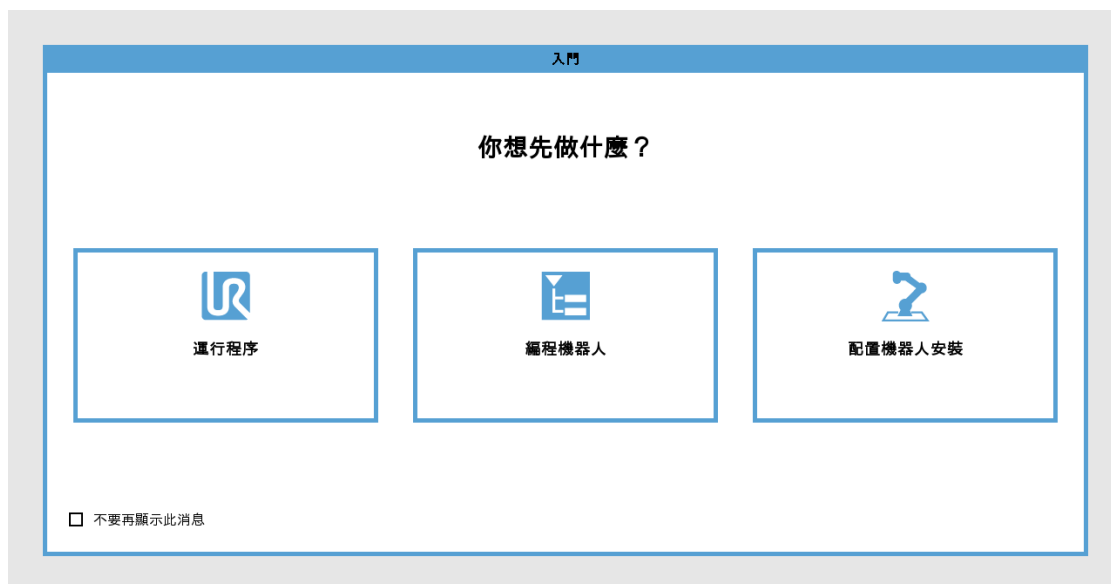 入門
你想先做什麼？
運行程序
編程機器人
配置機器人安裝
不要再顯示此消息